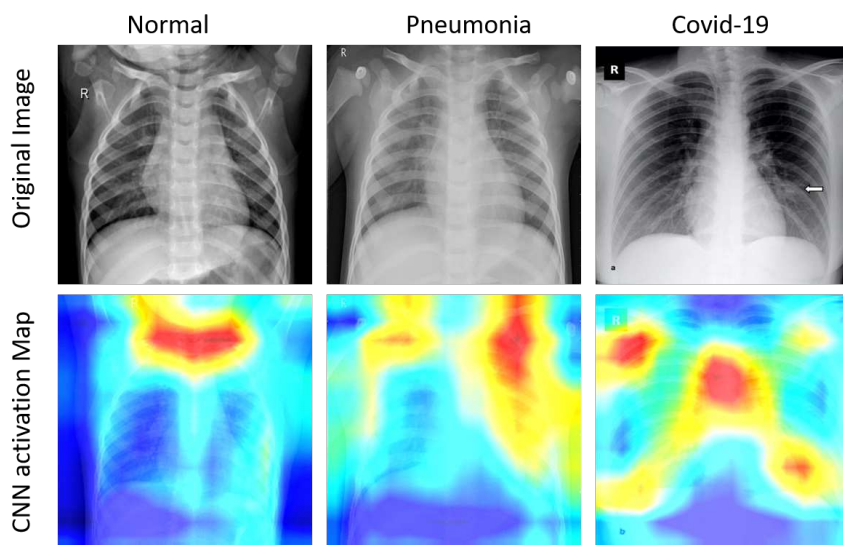 Normal
Pneumonia
Covid-19
Original Image
R
R
R
a
CNN activation Map
R
R
b